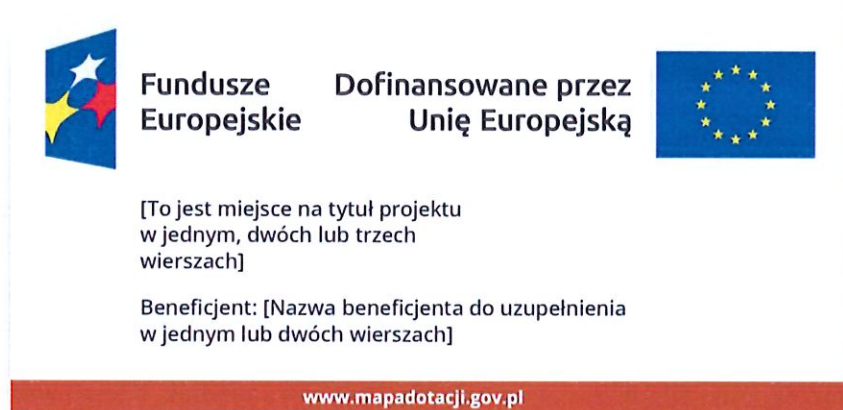 Fundusze
Europejskie
Dofinansowane przez
Unię Europejską
[To jest miejsce na tytuł projektu
w jednym, dwóch lub trzech
wierszach]
Beneficjent: [Nazwa beneficjenta do uzupełnienia
w jednym lub dwóch wierszach]
www.mapadotacji.gov.pl